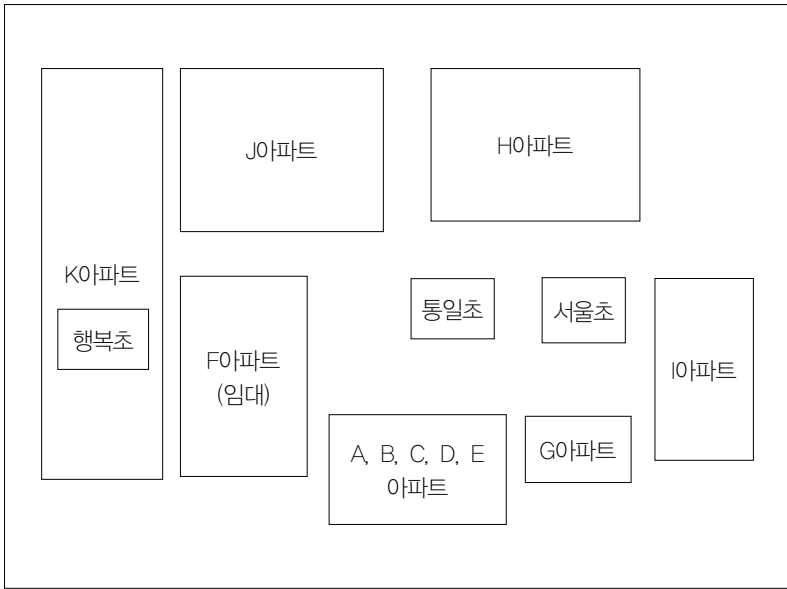 J아파트
H아파트
K아파트
행복초
통일초
서울초
F아파트
(임대)
I아파트
A, B, C, D, E
아파트
G아파트